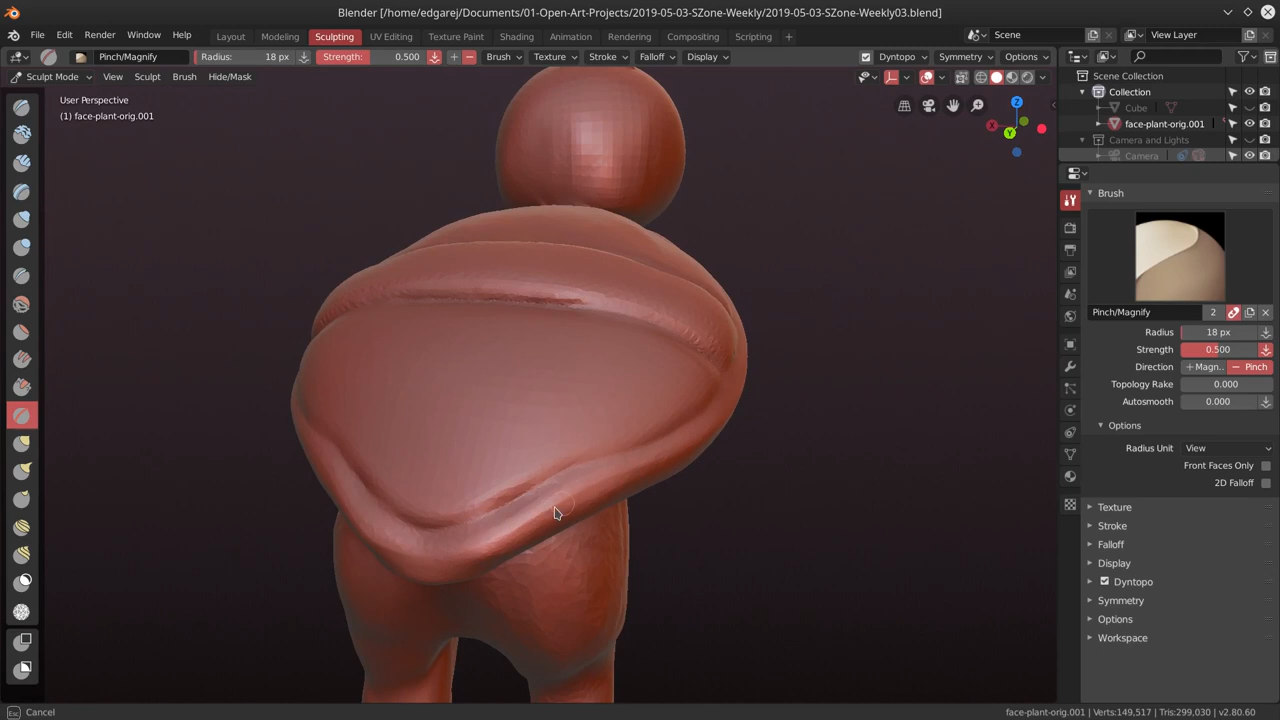 Blender [/home/edgarej/Documents/01-Open-Art-Projects/2019-05-03-SZone-Weekly/2019-05-03-SZone-Weekly03.blend]
File Edit Render Window Help Layout Modeling Sculpting UV Editing Texture Paint Shading Animation Rendering Compositing Scripting + Scene View Layer
Pinch/Magnify Radius: 18 px Strength: 0.500 + − Brush Texture Stroke Falloff Display Dyntopo Symmetry Options
Sculpt Mode View Sculpt Brush Hide/Mask
Scene Collection
Collection
Cube
face-plant-orig.001
Camera and Lights
Camera
User Perspective
(1) face-plant-orig.001
Z
X
Y
Brush
Pinch/Magnify 2
Radius 18 px
Strength 0.500
Direction + Magn.. − Pinch
Topology Rake 0.000
Autosmooth 0.000
Options
Radius Unit View
Front Faces Only
2D Falloff
Texture
Stroke
Falloff
Display
Dyntopo
Symmetry
Options
Workspace
Esc Cancel
face-plant-orig.001 | Verts:149,517 | Tris:299,030 | v2.80.60